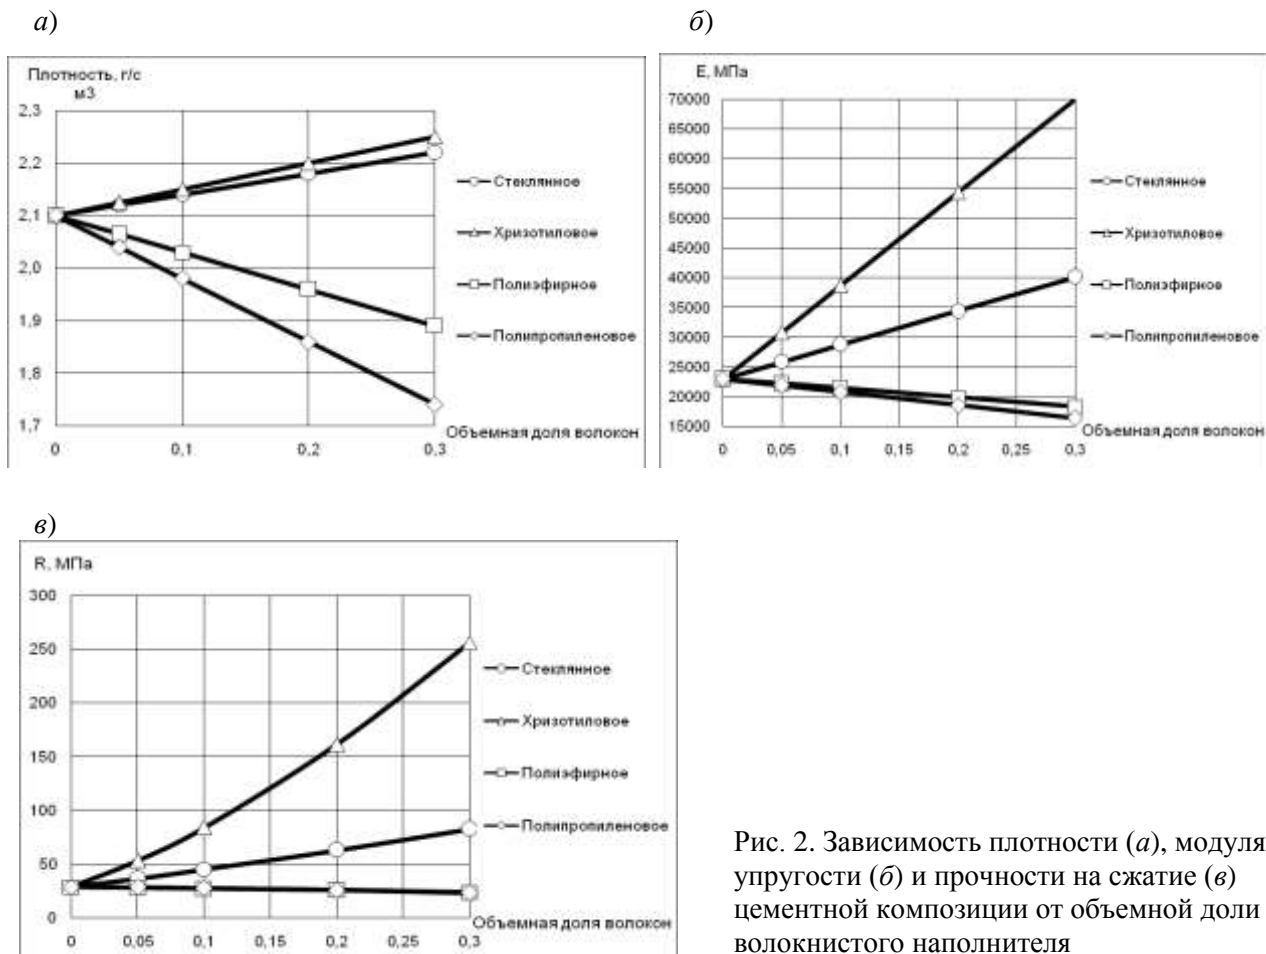 а)
Плотность, г/с
м3
2,3
2,2
2,1
2,0
1,9
1,8
1,7
0
0,1
0,2
0,3
Объемная доля волокон
Стеклянное
Хризотиловое
Полиэфирное
Полипропиленовое
б)
Е, МПа
70000
65000
60000
55000
50000
45000
40000
35000
30000
25000
20000
15000
0
0,05
0,1
0,15
0,2
0,25
0,3
Объемная доля волокон
Стеклянное
Хризотиловое
Полиэфирное
Полипропиленовое
в)
R, МПа
300
250
200
150
100
50
0
0
0,05
0,1
0,15
0,2
0,25
0,3
Объемная доля волокон
Стеклянное
Хризотиловое
Полиэфирное
Полипропиленовое
Рис. 2. Зависимость плотности (а), модуля
упругости (б) и прочности на сжатие (в)
цементной композиции от объемной доли
волокнистого наполнителя